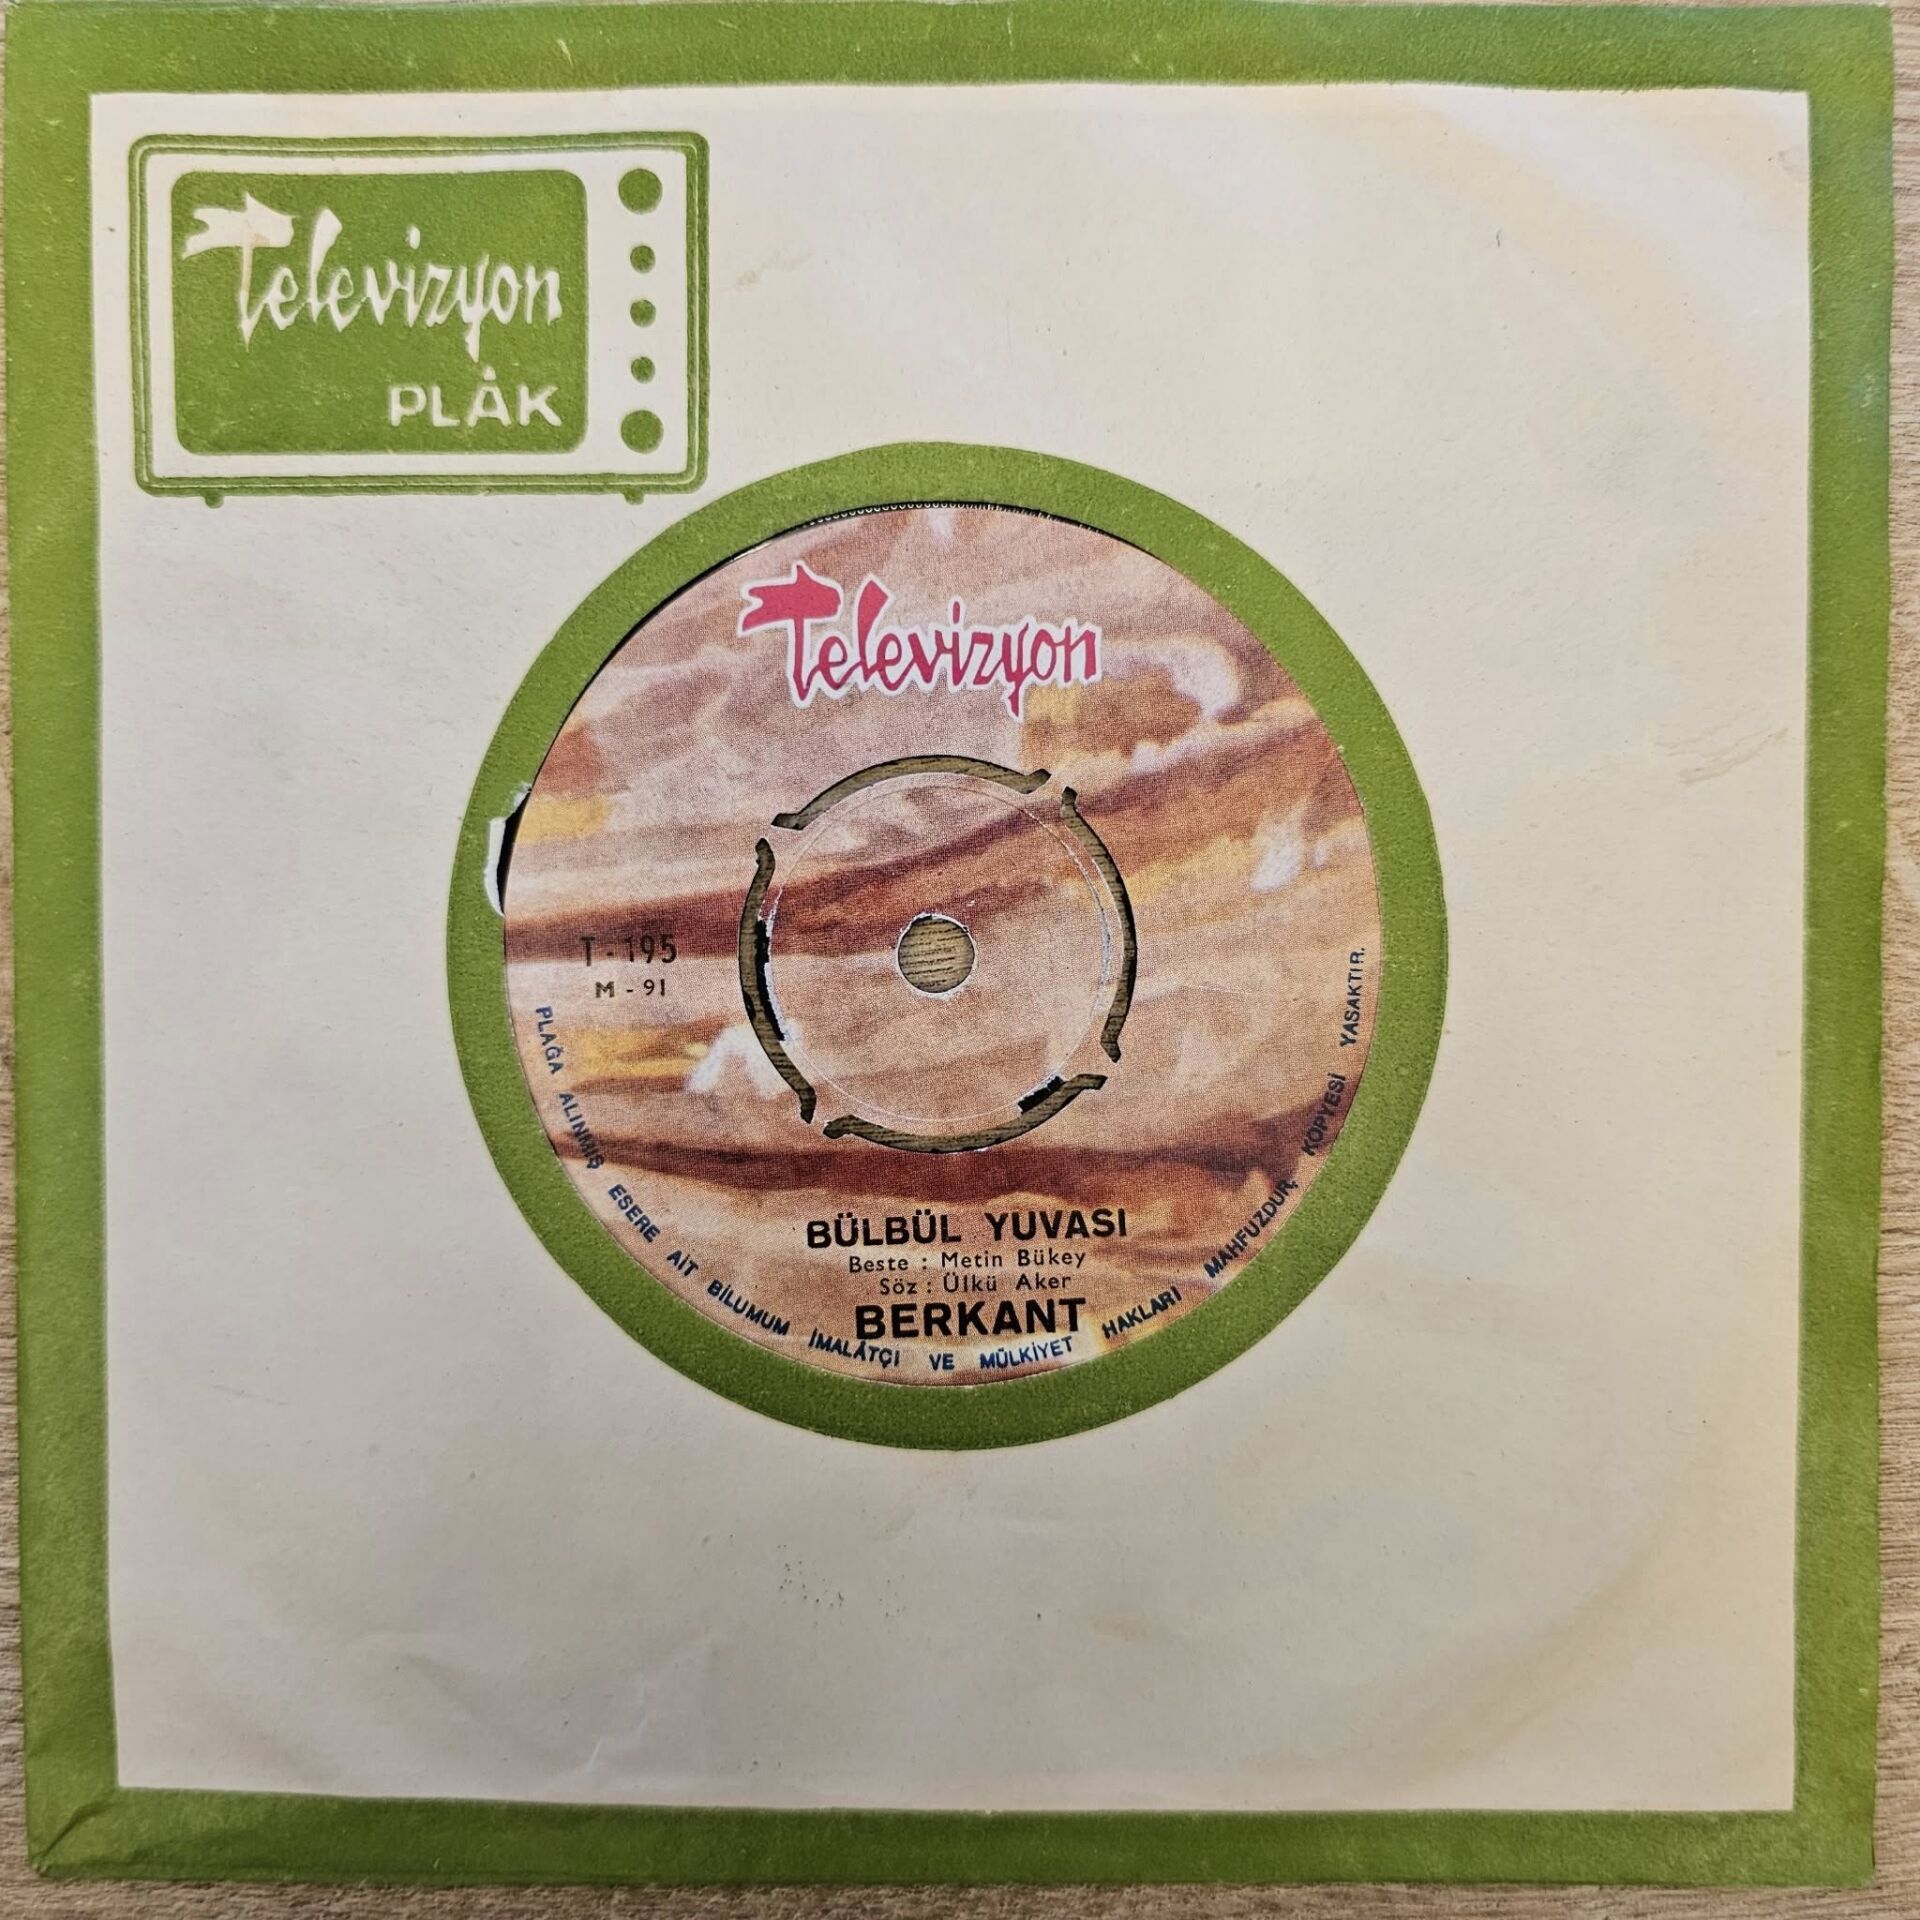 Televizyon
PLÂK
Televizyon
T - 195
M - 91
BÜLBÜL YUVASI
Beste : Metin Bükey
Söz : Ülkü Aker
BERKANT
PLAĞA ALINMIŞ ESERE AİT BİLUMUM İMALÂTÇI VE MÜLKİYET HAKLARI MAHFUZDUR, KOPYESİ YASAKTIR.